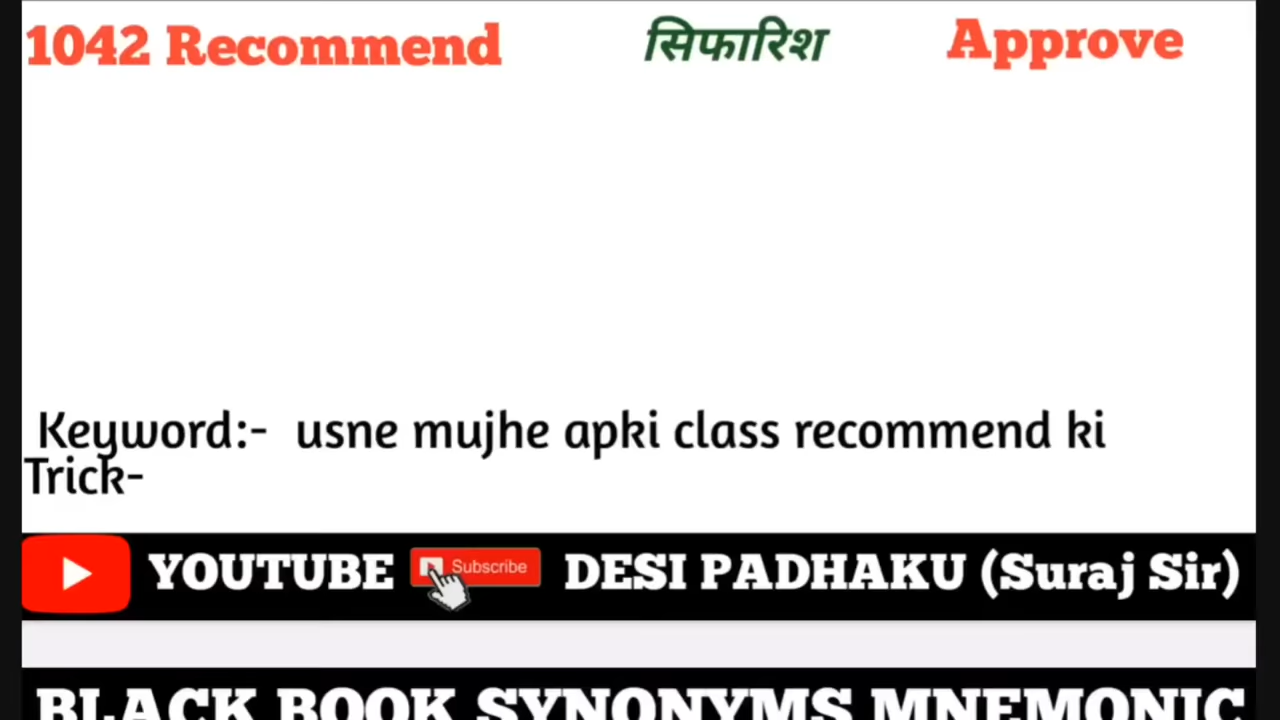 1042 Recommend सिफारिश Approve
Keyword:- usne mujhe apki class recommend ki
Trick-
YOUTUBE Subscribe DESI PADHAKU (Suraj Sir)
BLACK BOOK SYNONYMS MNEMONIC